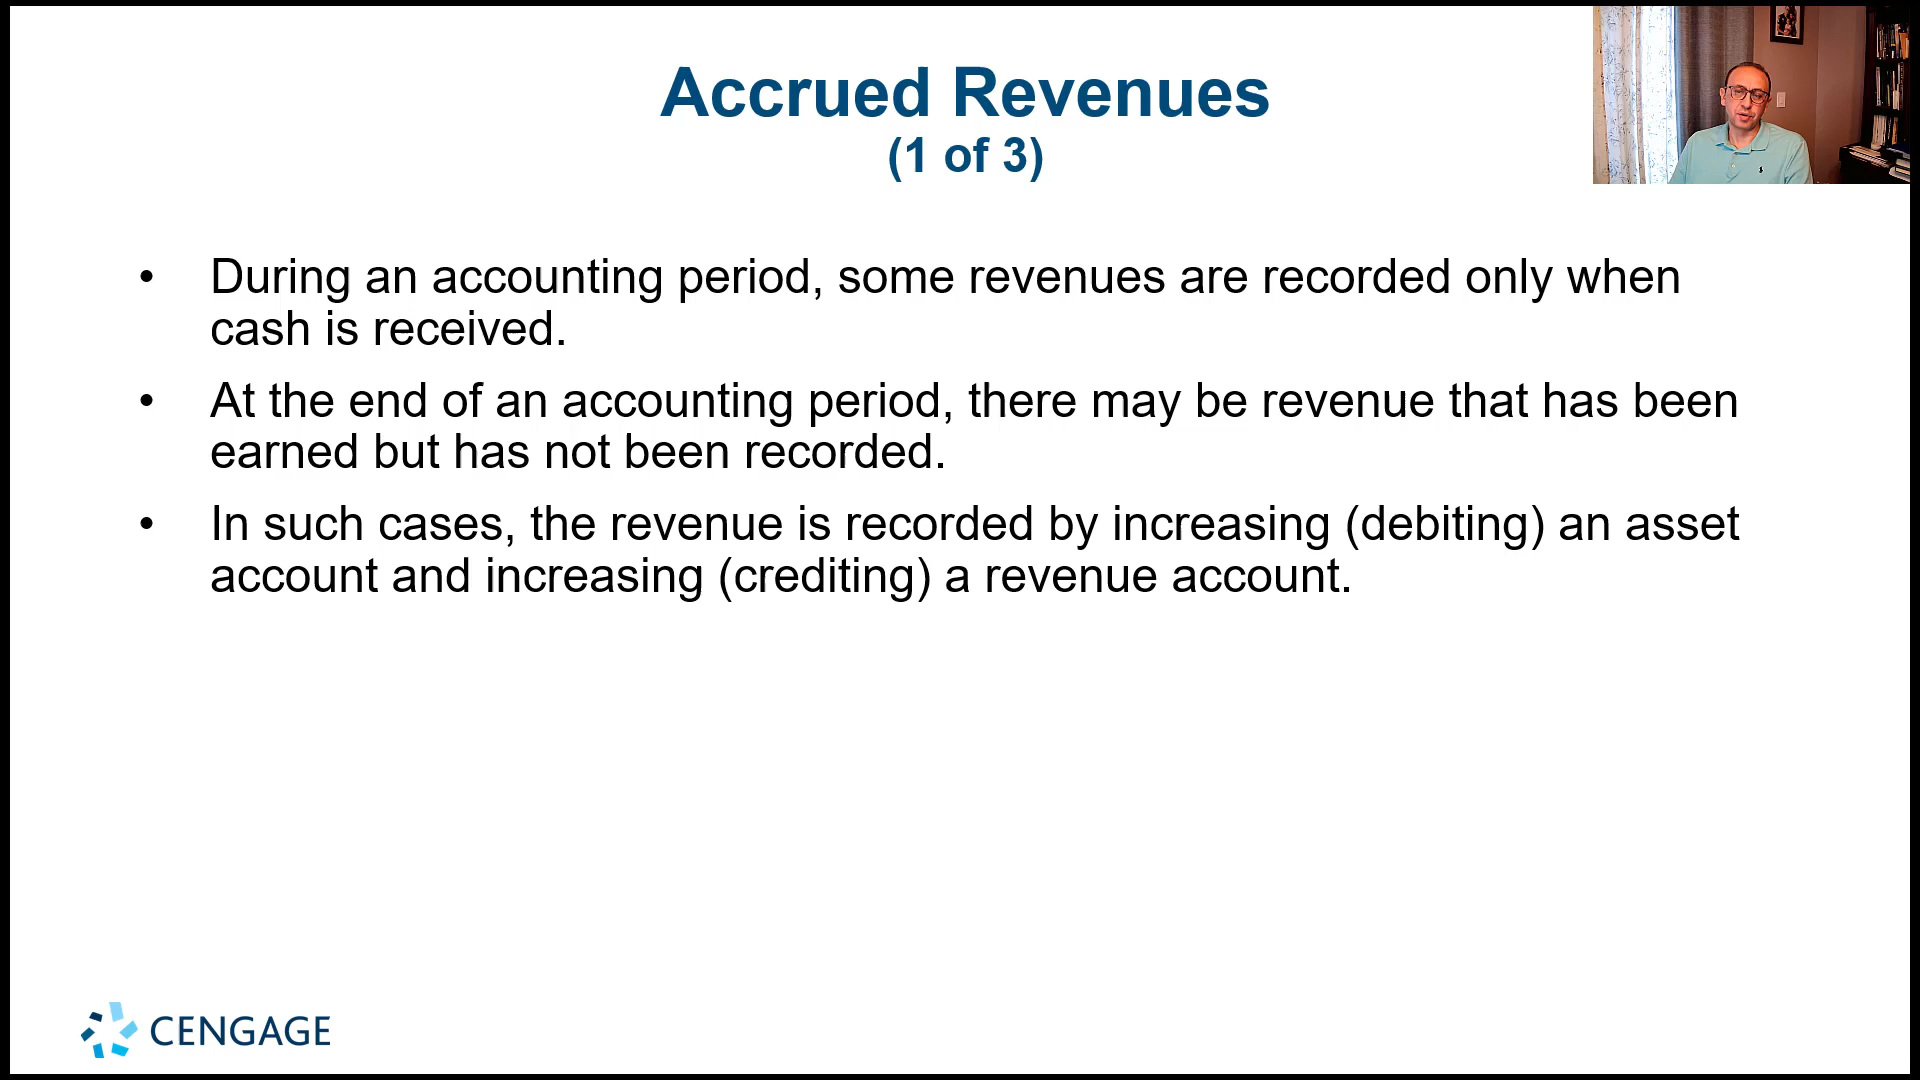 Accrued Revenues
(1 of 3)
• During an accounting period, some revenues are recorded only when
cash is received.
• At the end of an accounting period, there may be revenue that has been
earned but has not been recorded.
• In such cases, the revenue is recorded by increasing (debiting) an asset
account and increasing (crediting) a revenue account.
CENGAGE